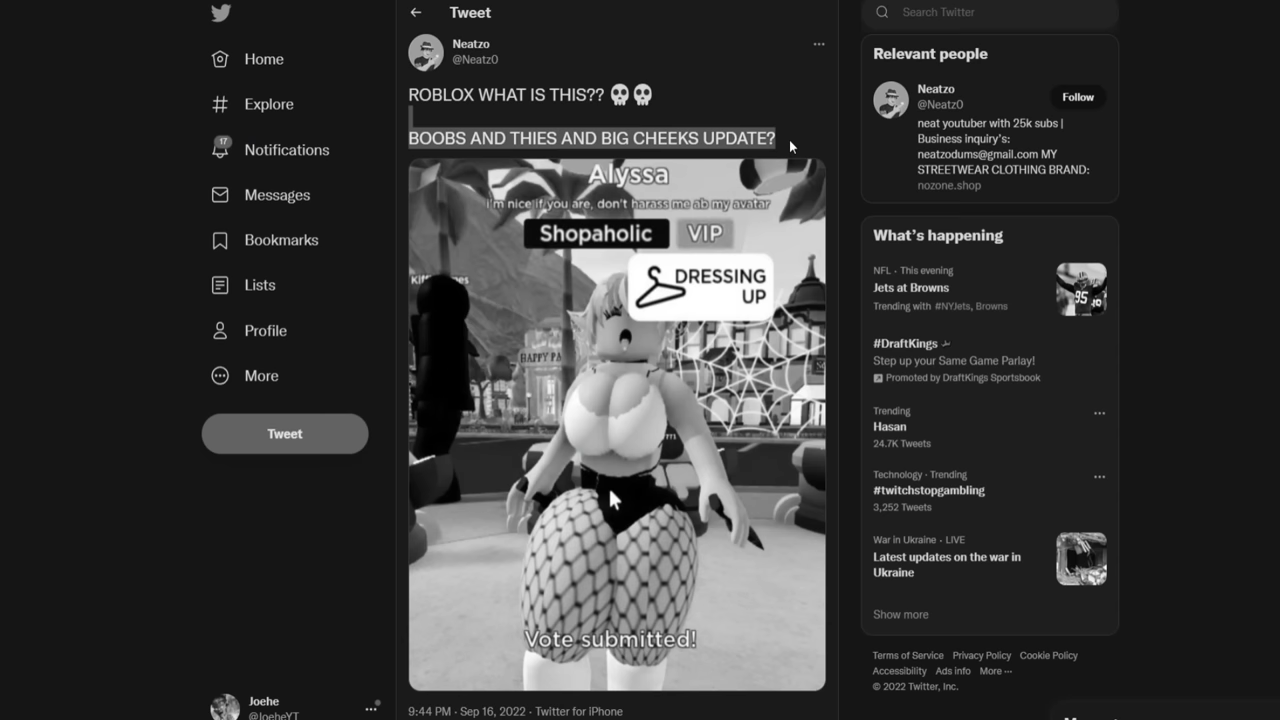 Home
Explore
17
Notifications
Messages
Bookmarks
Lists
Profile
More
Tweet
Joehe
@JoeheYT
Tweet
Neatzo
@Neatz0
ROBLOX WHAT IS THIS??
BOOBS AND THIES AND BIG CHEEKS UPDATE?
Alyssa
i'm nice if you are, don't harass me ab my avatar
Shopaholic VIP
DRESSING
UP
HAPPY PA
Vote submitted!
9:44 PM · Sep 16, 2022 · Twitter for iPhone
Search Twitter
Relevant people
Neatzo
@Neatz0
Follow
neat youtuber with 25k subs |
Business inquiry's:
neatzodums@gmail.com MY
STREETWEAR CLOTHING BRAND:
nozone.shop
What's happening
NFL · This evening
Jets at Browns
Trending with #NYJets, Browns
95
#DraftKings
Step up your Same Game Parlay!
Promoted by DraftKings Sportsbook
Trending
Hasan
24.7K Tweets
Technology · Trending
#twitchstopgambling
3,252 Tweets
War in Ukraine · LIVE
Latest updates on the war in
Ukraine
Show more
Terms of Service Privacy Policy Cookie Policy
Accessibility Ads info More ···
© 2022 Twitter, Inc.